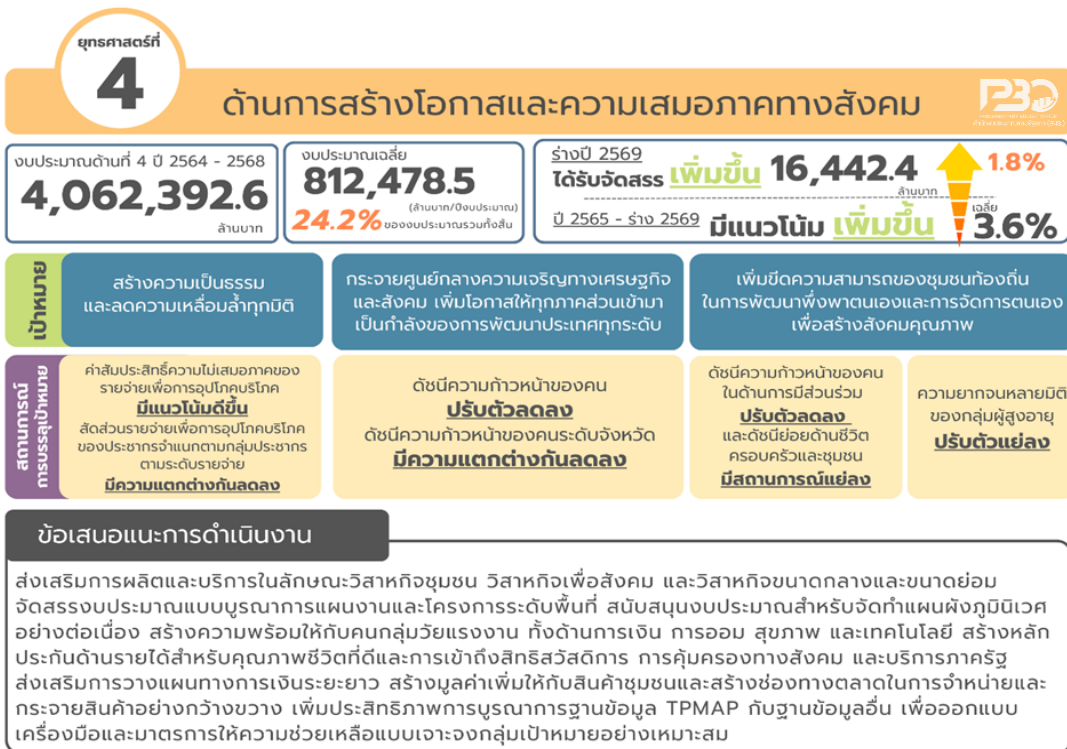 ยุทธศาสตร์ที่
4
ด้านการสร้างโอกาสและความเสมอภาคทางสังคม
PBO
งบประมาณด้านที่ 4 ปี 2564 - 2568
4,062,392.6
ล้านบาท
งบประมาณเฉลี่ย
812,478.5
(ล้านบาท/ปีงบประมาณ)
24.2% ของงบประมาณรวมทั้งสิ้น
ร่างปี 2569
ได้รับจัดสรร เพิ่มขึ้น 16,442.4
ล้านบาท
1.8%
ปี 2565 - ร่าง 2569 มีแนวโน้ม เพิ่มขึ้น
เฉลี่ย
3.6%
เป้าหมาย
สร้างความเป็นธรรม
และลดความเหลื่อมล้ำทุกมิติ
กระจายศูนย์กลางความเจริญทางเศรษฐกิจ
และสังคม เพิ่มโอกาสให้ทุกภาคส่วนเข้ามา
เป็นกำลังของการพัฒนาประเทศทุกระดับ
เพิ่มขีดความสามารถของชุมชนท้องถิ่น
ในการพัฒนาพึ่งพาตนเองและการจัดการตนเอง
เพื่อสร้างสังคมคุณภาพ
สถานการณ์
การบรรลุเป้าหมาย
ค่าสัมประสิทธิ์ความไม่เสมอภาคของ
รายจ่ายเพื่อการอุปโภคบริโภค
มีแนวโน้มดีขึ้น
สัดส่วนรายจ่ายเพื่อการอุปโภคบริโภค
ของประชากรจำแนกตามกลุ่มประชากร
ตามระดับรายจ่าย
มีความแตกต่างกันลดลง
ดัชนีความก้าวหน้าของคน
ปรับตัวลดลง
ดัชนีความก้าวหน้าของคนระดับจังหวัด
มีความแตกต่างกันลดลง
ดัชนีความก้าวหน้าของคน
ในด้านการมีส่วนร่วม
ปรับตัวลดลง
และดัชนีย่อยด้านชีวิต
ครอบครัวและชุมชน
มีสถานการณ์แย่ลง
ความยากจนหลายมิติ
ของกลุ่มผู้สูงอายุ
ปรับตัวแย่ลง
ข้อเสนอแนะการดำเนินงาน
ส่งเสริมการผลิตและบริการในลักษณะวิสาหกิจชุมชน วิสาหกิจเพื่อสังคม และวิสาหกิจขนาดกลางและขนาดย่อม
จัดสรรงบประมาณแบบบูรณาการแผนงานและโครงการระดับพื้นที่ สนับสนุนงบประมาณสำหรับจัดทำแผนผังภูมินิเวศ
อย่างต่อเนื่อง สร้างความพร้อมให้กับคนกลุ่มวัยแรงงาน ทั้งด้านการเงิน การออม สุขภาพ และเทคโนโลยี สร้างหลัก
ประกันด้านรายได้สำหรับคุณภาพชีวิตที่ดีและการเข้าถึงสิทธิสวัสดิการ การคุ้มครองทางสังคม และบริการภาครัฐ
ส่งเสริมการวางแผนทางการเงินระยะยาว สร้างมูลค่าเพิ่มให้กับสินค้าชุมชนและสร้างช่องทางตลาดในการจำหน่ายและ
กระจายสินค้าอย่างกว้างขวาง เพิ่มประสิทธิภาพการบูรณาการฐานข้อมูล TPMAP กับฐานข้อมูลอื่น เพื่อออกแบบ
เครื่องมือและมาตรการให้ความช่วยเหลือแบบเจาะจงกลุ่มเป้าหมายอย่างเหมาะสม